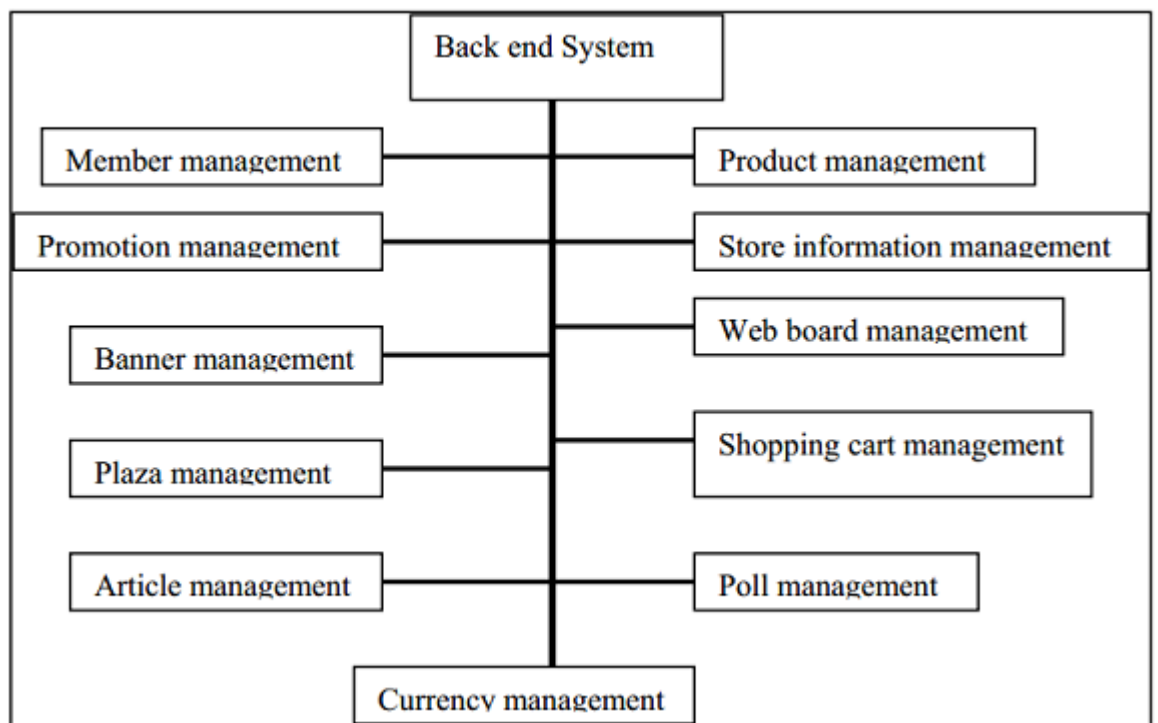 Back end System
Member management
Product management
Promotion management
Store information management
Web board management
Banner management
Shopping cart management
Plaza management
Article management
Poll management
Currency management